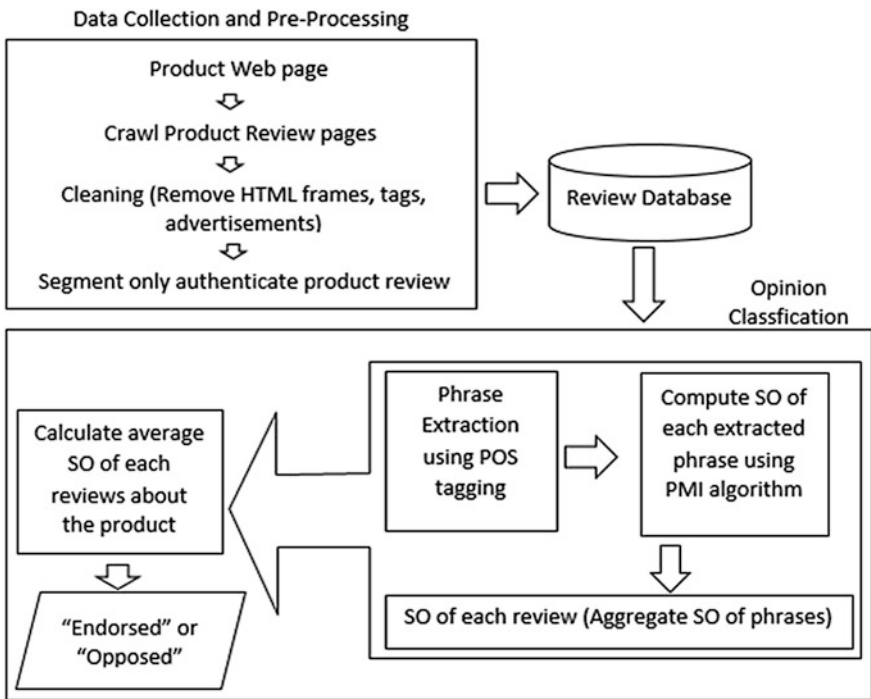 Data Collection and Pre-Processing
Product Web page
Crawl Product Review pages
Cleaning (Remove HTML frames, tags,
advertisements)
Segment only authenticate product review
Review Database
Opinion
Classfication
Phrase
Extraction
using POS
tagging
Compute SO of
each extracted
phrase using
PMI algorithm
SO of each review (Aggregate SO of phrases)
Calculate average
SO of each
reviews about
the product
“Endorsed” or
“Opposed”